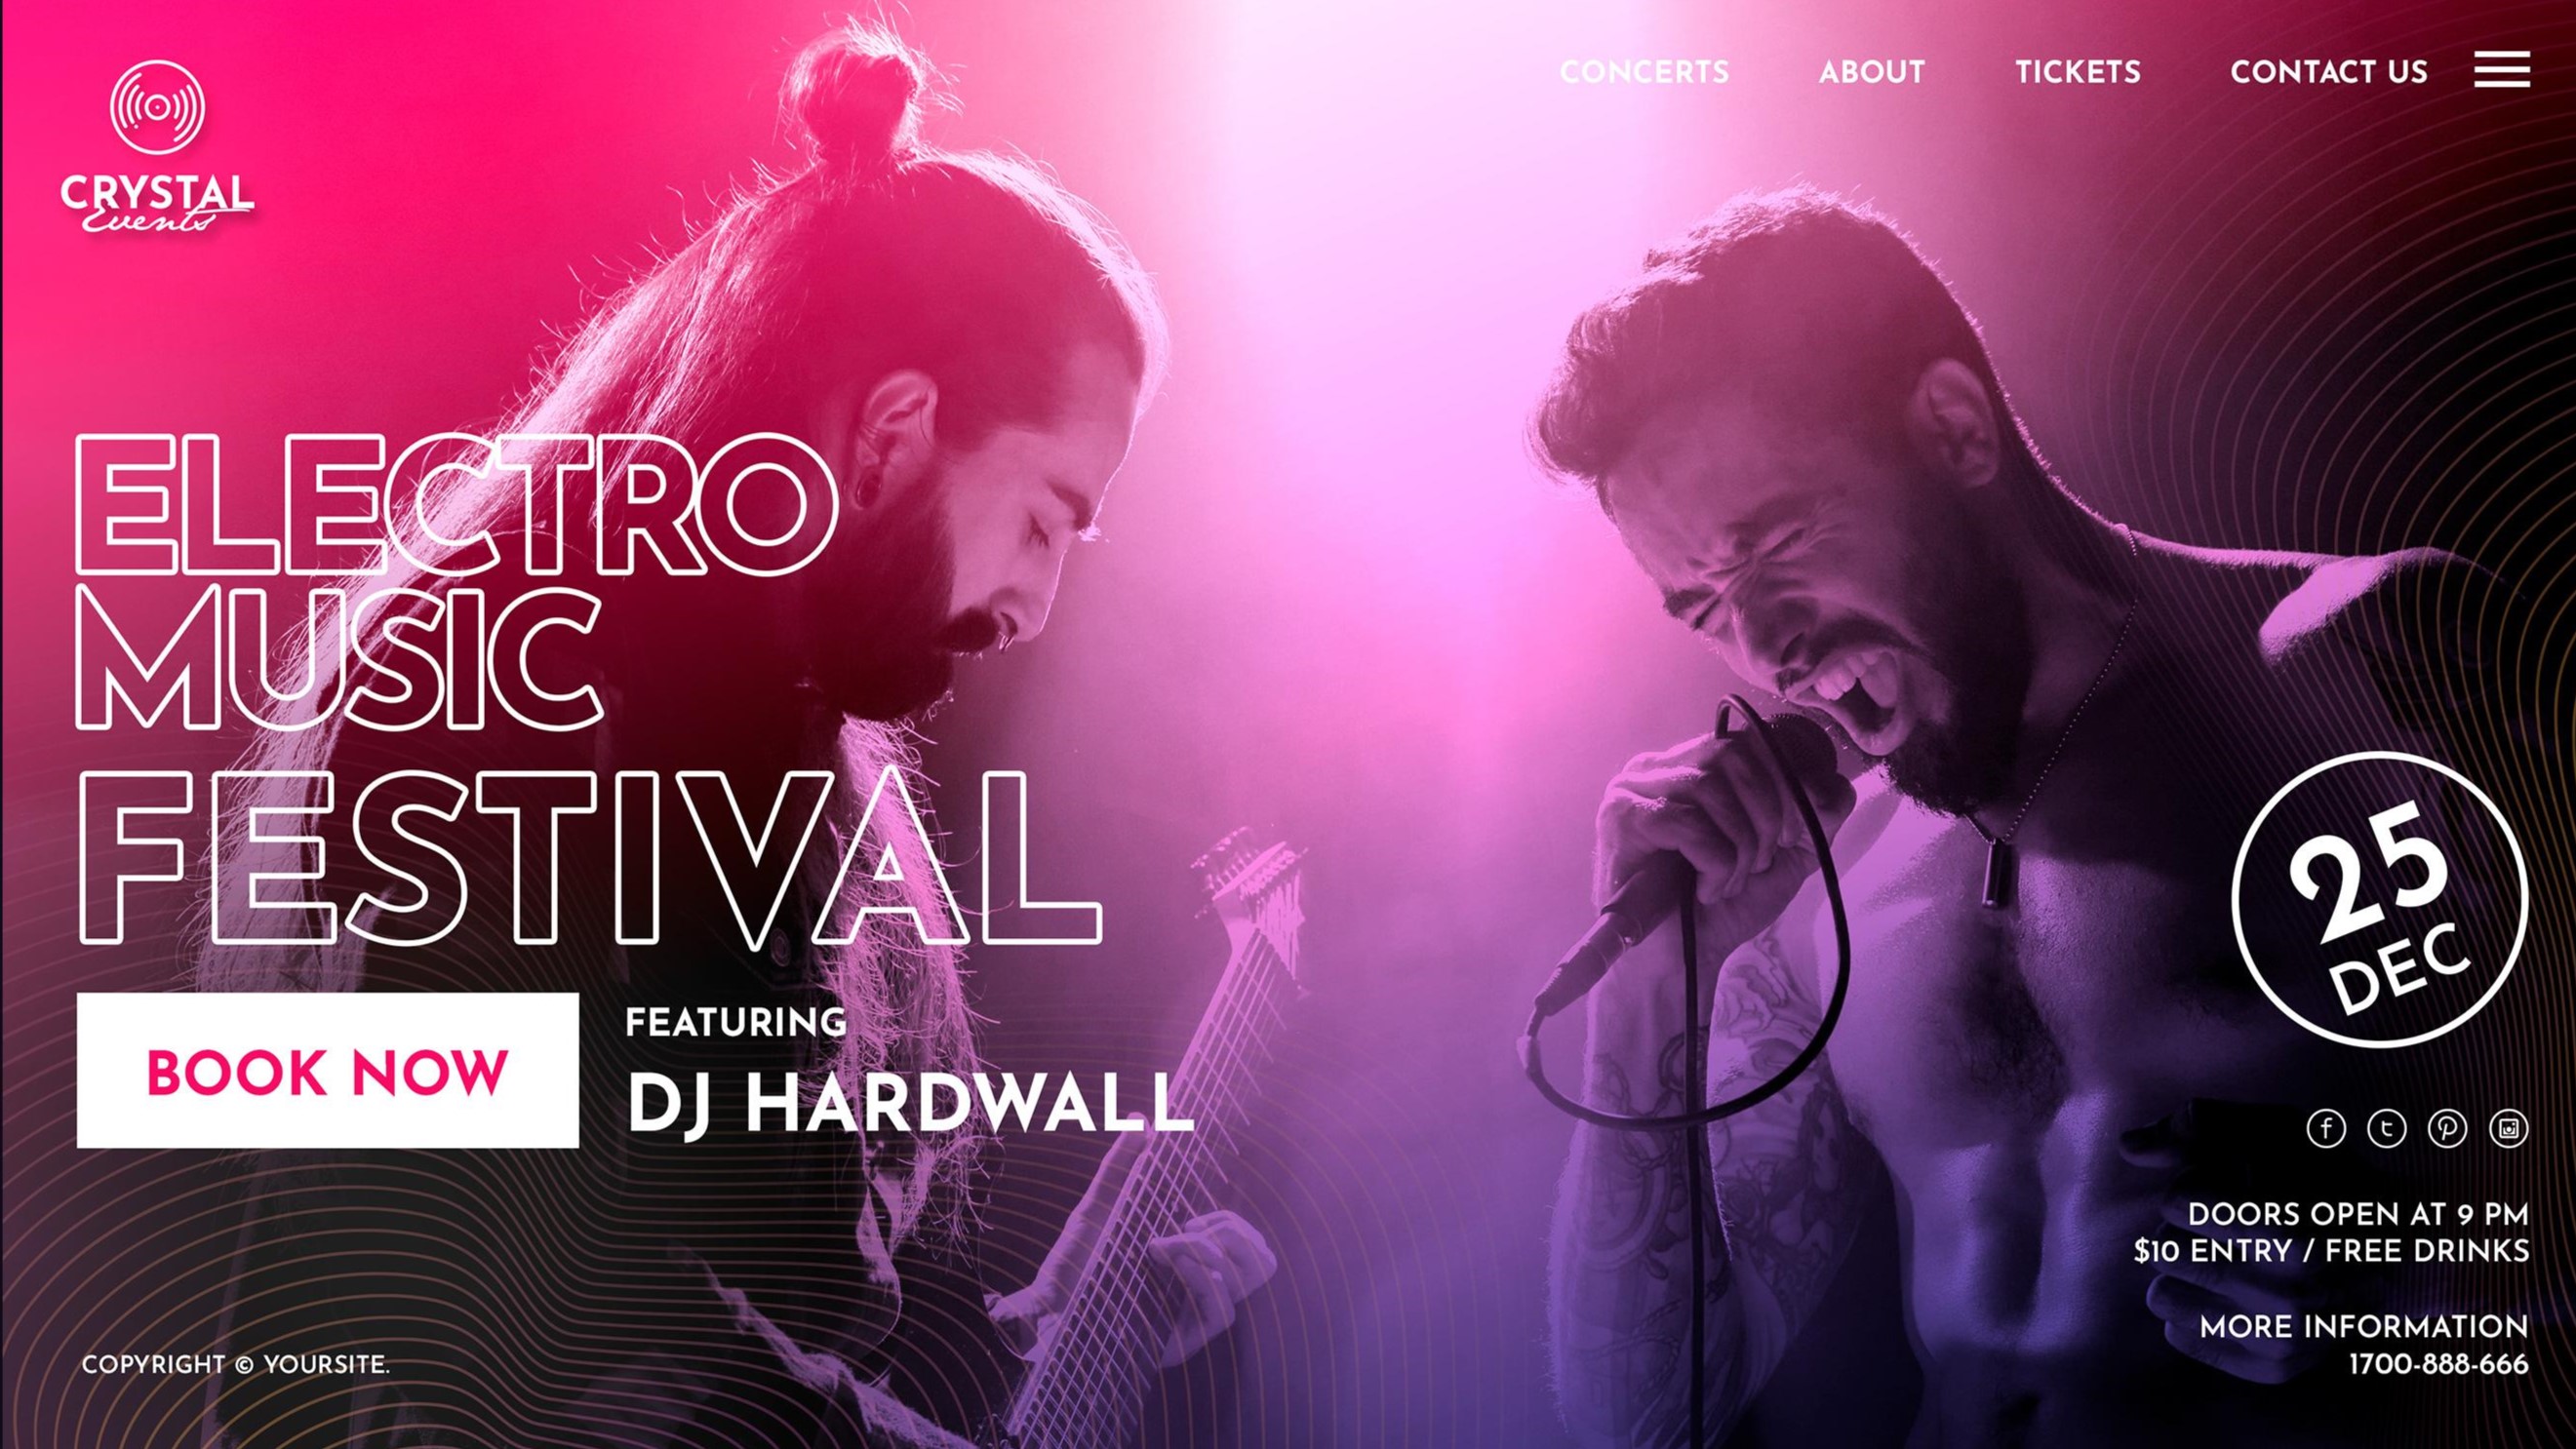 CRYSTAL
Events
CONCERTS
ABOUT
TICKETS
CONTACT US
ELECTRO
MUSIC
FESTIVAL
BOOK NOW
FEATURING
DJ HARDWALL
25
DEC
DOORS OPEN AT 9 PM
$10 ENTRY / FREE DRINKS
MORE INFORMATION
1700-888-666
COPYRIGHT © YOURSITE.